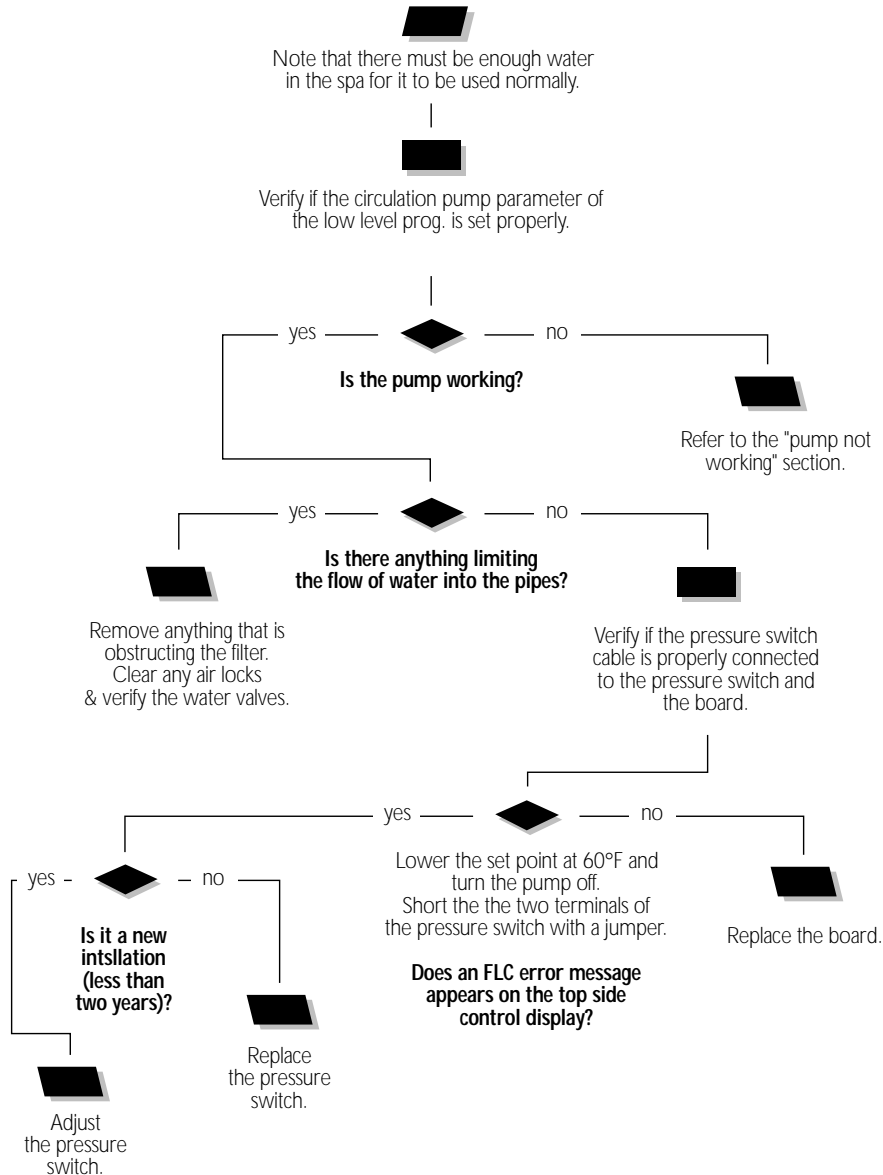 Note that there must be enough water
in the spa for it to be used normally.
Verify if the circulation pump parameter of
the low level prog. is set properly.
yes
no
Is the pump working?
Refer to the "pump not
working" section.
yes
no
Is there anything limiting
the flow of water into the pipes?
Remove anything that is
obstructing the filter.
Clear any air locks
& verify the water valves.
Verify if the pressure switch
cable is properly connected
to the pressure switch and
the board.
yes
no
Lower the set point at 60°F and
turn the pump off.
Short the the two terminals of
the pressure switch with a jumper.
Does an FLC error message
appears on the top side
control display?
Replace the board.
yes
no
Is it a new
intsllation
(less than
two years)?
Replace
the pressure
switch.
Adjust
the pressure
switch.